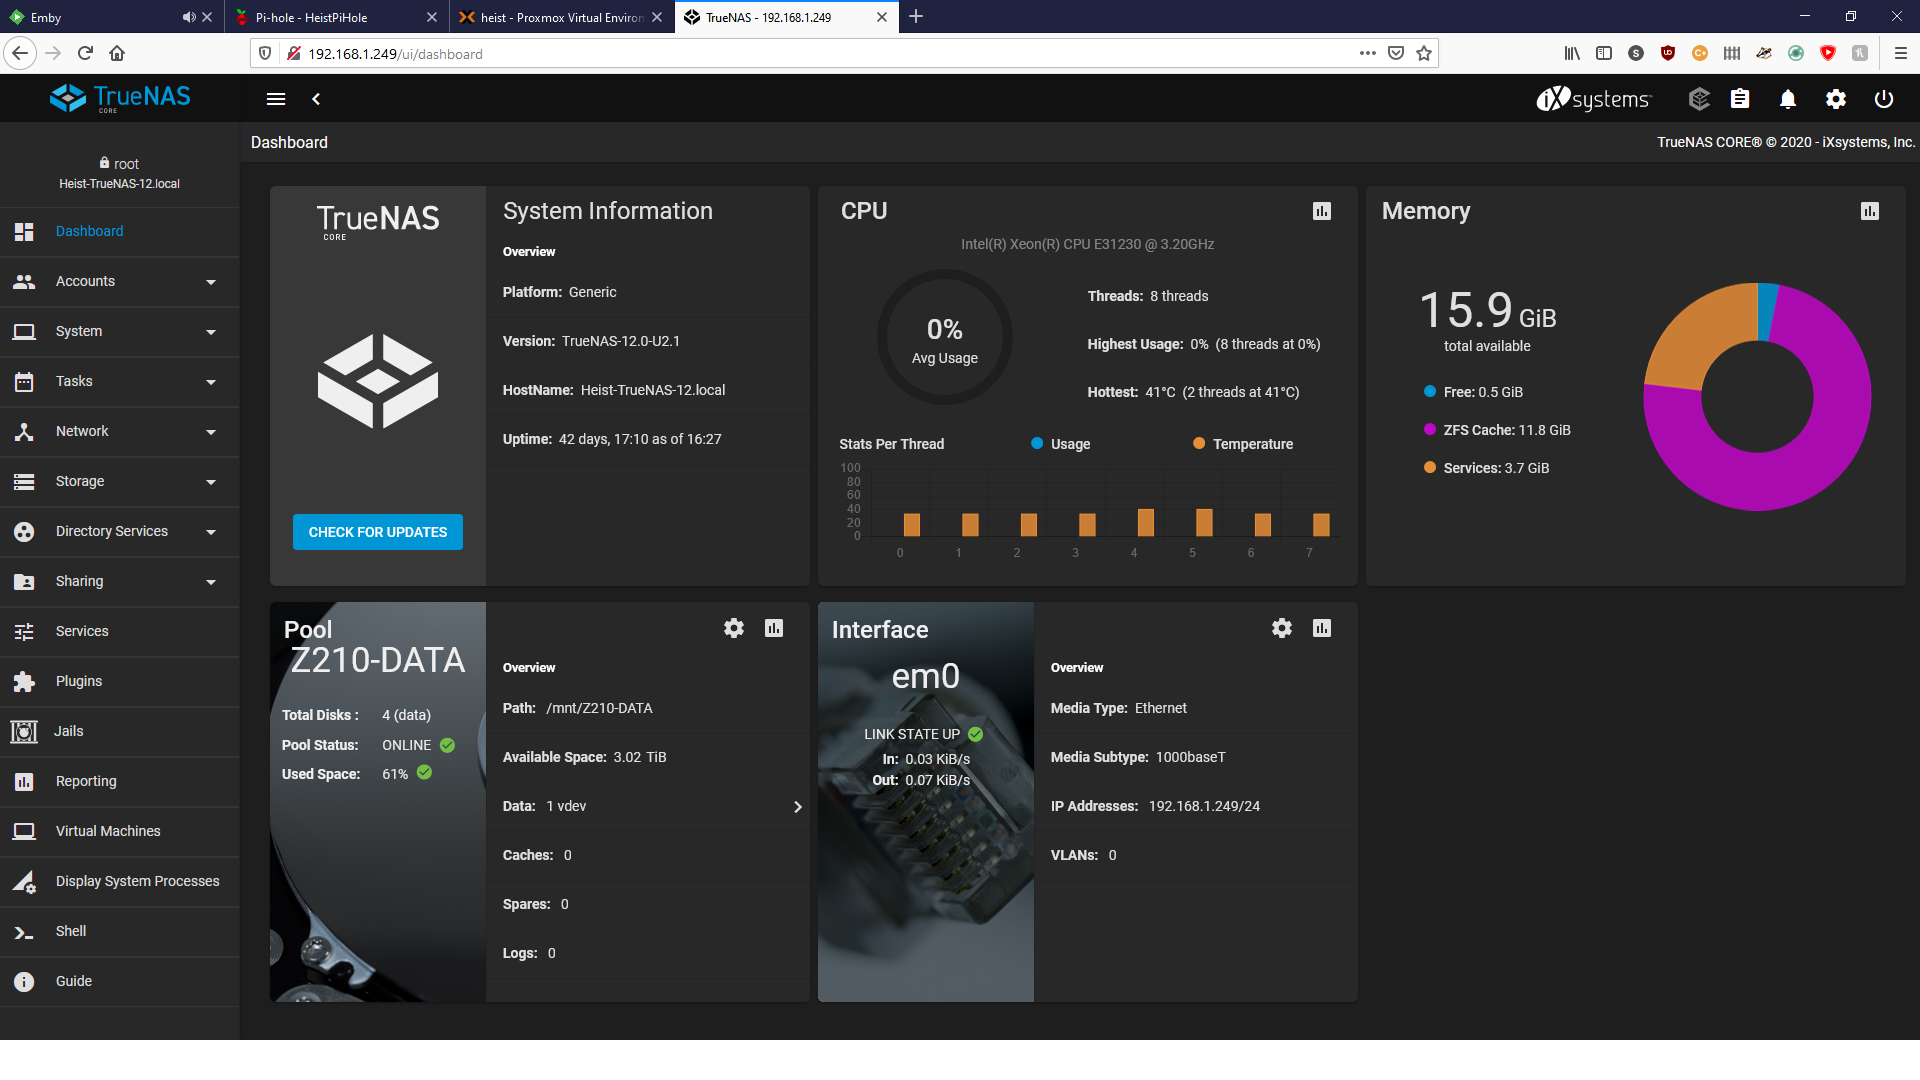 Emby
Pi-hole - HeistPiHole
heist - Proxmox Virtual Environ
TrueNAS - 192.168.1.249
192.168.1.249/ui/dashboard
TrueNAS
CORE
iXsystems
root
Heist-TrueNAS-12.local
Dashboard
Accounts
System
Tasks
Network
Storage
Directory Services
Sharing
Services
Plugins
Jails
Reporting
Virtual Machines
Display System Processes
Shell
Guide
Dashboard
TrueNAS CORE® © 2020 - iXsystems, Inc.
TrueNAS
CORE
CHECK FOR UPDATES
System Information
Overview
Platform: Generic
Version: TrueNAS-12.0-U2.1
HostName: Heist-TrueNAS-12.local
Uptime: 42 days, 17:10 as of 16:27
CPU
Intel(R) Xeon(R) CPU E31230 @ 3.20GHz
0%
Avg Usage
Threads: 8 threads
Highest Usage: 0% (8 threads at 0%)
Hottest: 41°C (2 threads at 41°C)
Stats Per Thread
Usage
Temperature
100
80
60
40
20
0
0 1 2 3 4 5 6 7
Memory
15.9 GiB
total available
Free: 0.5 GiB
ZFS Cache: 11.8 GiB
Services: 3.7 GiB
Pool
Z210-DATA
Total Disks : 4 (data)
Pool Status: ONLINE
Used Space: 61%
Overview
Path: /mnt/Z210-DATA
Available Space: 3.02 TiB
Data: 1 vdev
Caches: 0
Spares: 0
Logs: 0
Interface
em0
LINK STATE UP
In: 0.03 KiB/s
Out: 0.07 KiB/s
Overview
Media Type: Ethernet
Media Subtype: 1000baseT
IP Addresses: 192.168.1.249/24
VLANs: 0